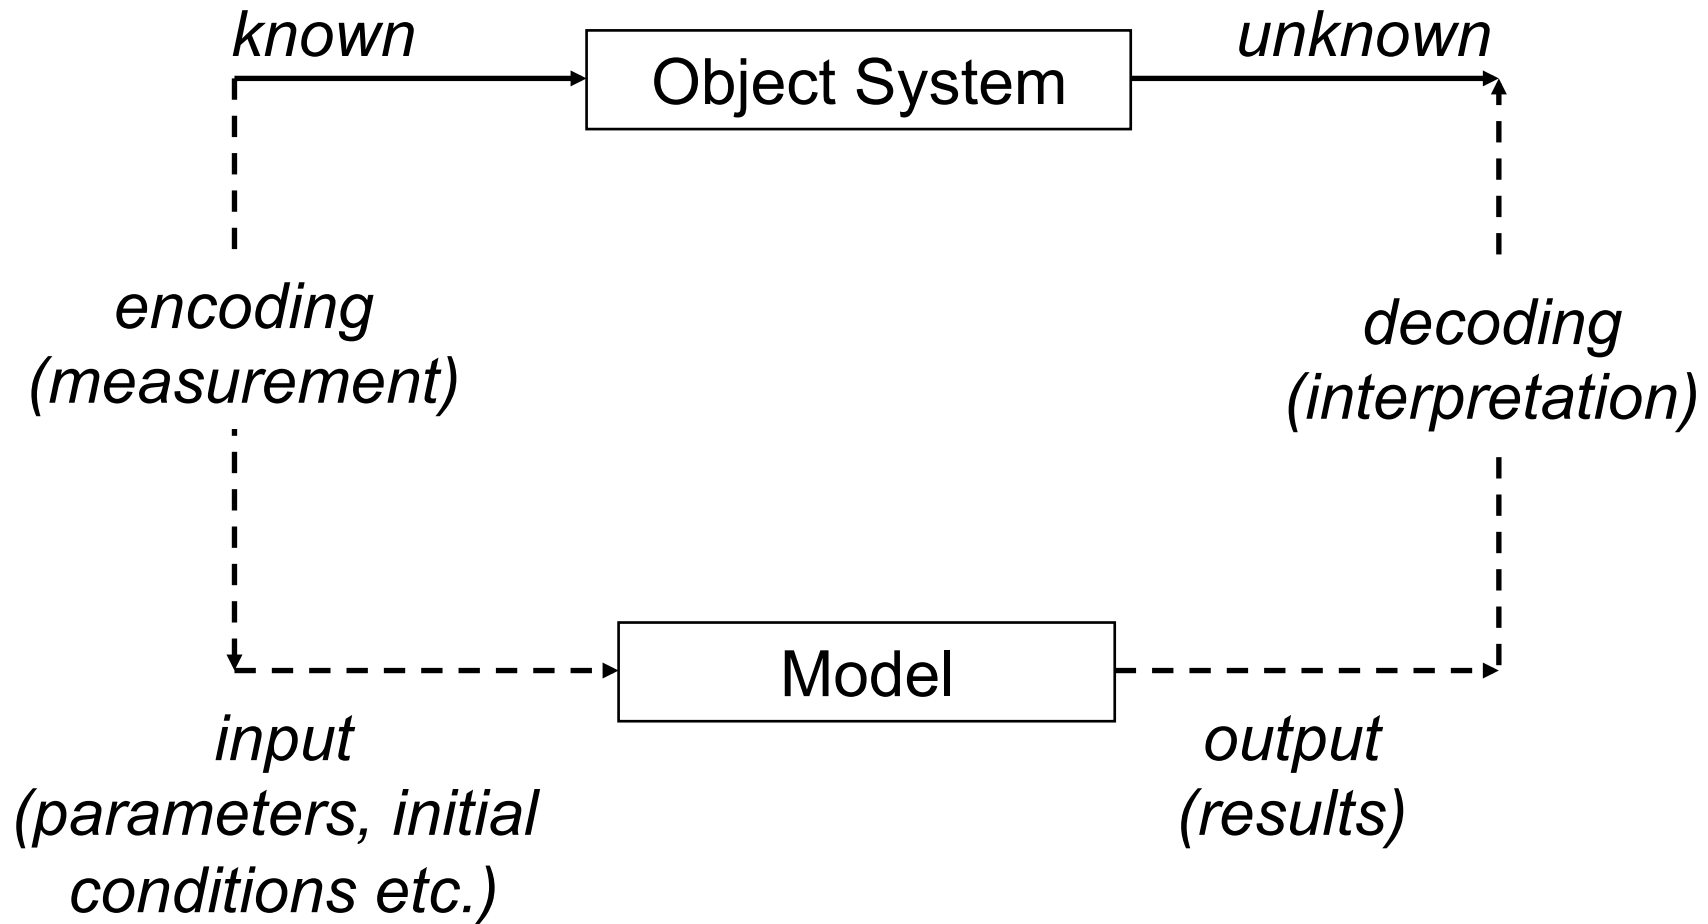 known
Object System
unknown
encoding
(measurement)
decoding
(interpretation)
Model
input
(parameters, initial
conditions etc.)
output
(results)